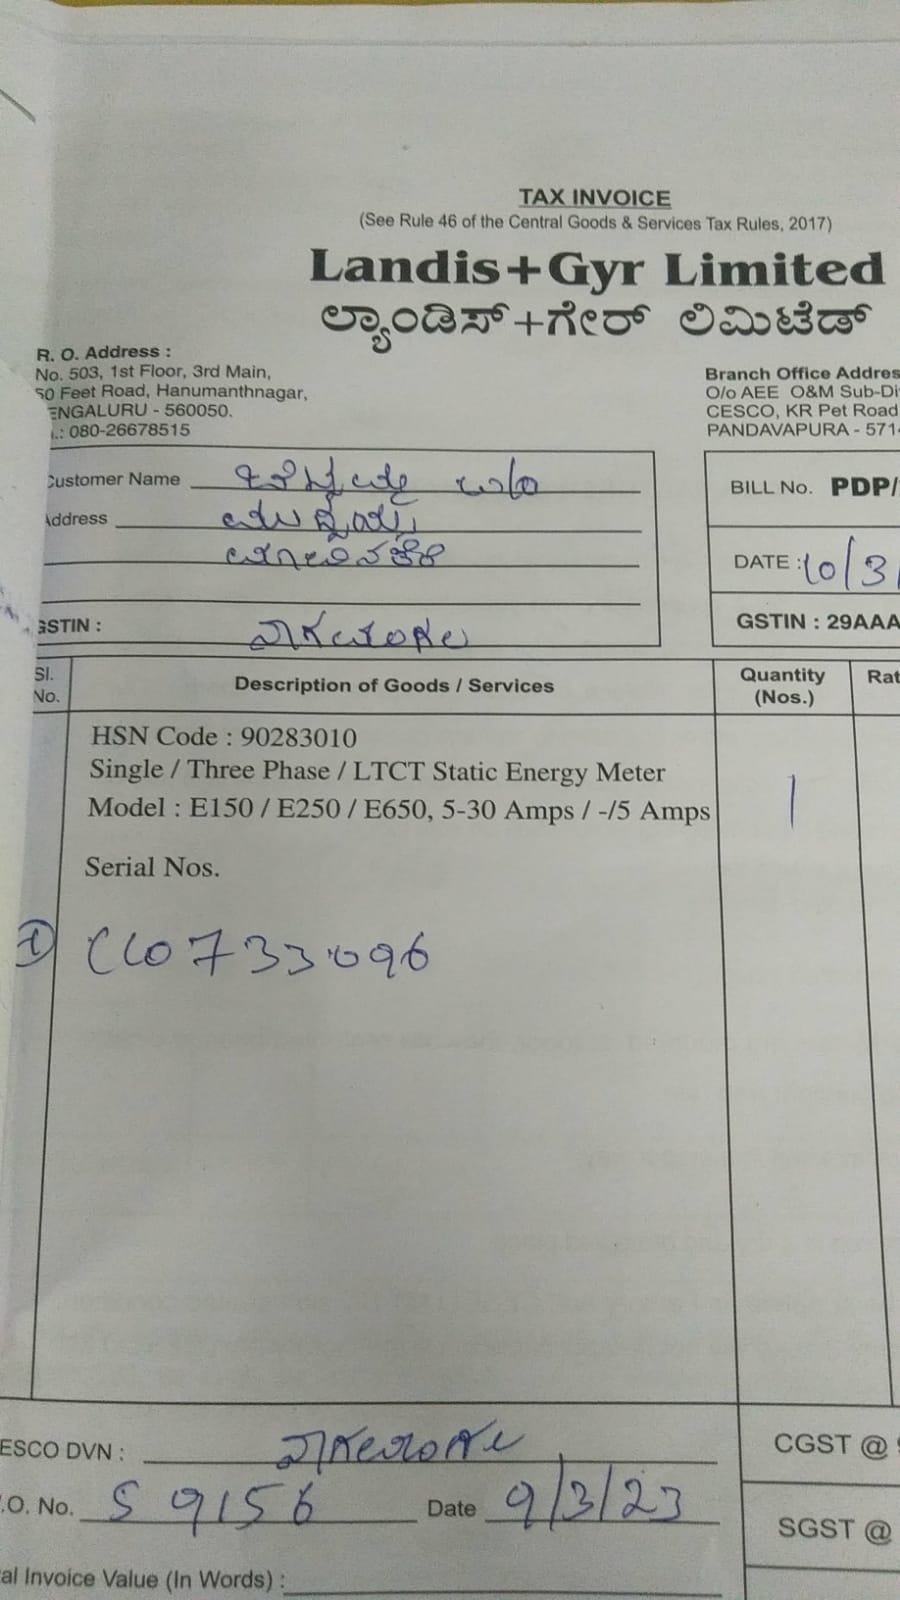 TAX INVOICE
(See Rule 46 of the Central Goods & Services Tax Rules, 2017)
Landis+Gyr Limited
ಲ್ಯಾಂಡಿಸ್+ಗೇರ್ ಲಿಮಿಟೆಡ್
R. O. Address :
No. 503, 1st Floor, 3rd Main,
50 Feet Road, Hanumanthnagar,
ENGALURU - 560050.
.: 080-26678515
Branch Office Addres
O/o AEE O&M Sub-Di
CESCO, KR Pet Road
PANDAVAPURA - 571
Customer Name
Address
GSTIN :
BILL No. PDP/
DATE : 10/3/
GSTIN : 29AAA
Sl. No. Description of Goods / Services Quantity (Nos.) Rat
HSN Code : 90283010
Single / Three Phase / LTCT Static Energy Meter
Model : E150 / E250 / E650, 5-30 Amps / -/5 Amps 1
Serial Nos.
① 0733096
ESCO DVN :
.O. No. S 9156 Date 9/3/23
CGST @
SGST @
al Invoice Value (In Words) :